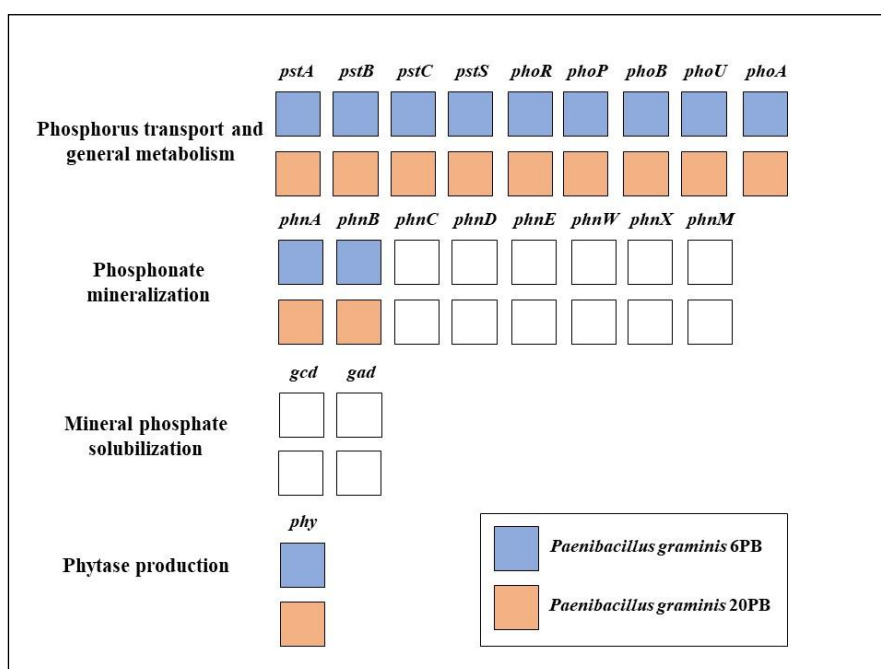 pstA pstB pstC pstS phoR phoP phoB phoU phoA
Phosphorus transport and
general metabolism
phnA phnB phnC phnD phnE phnW phnX phnM
Phosphonate
mineralization
gcd gad
Mineral phosphate
solubilization
phy
Phytase production
Paenibacillus graminis 6PB
Paenibacillus graminis 20PB